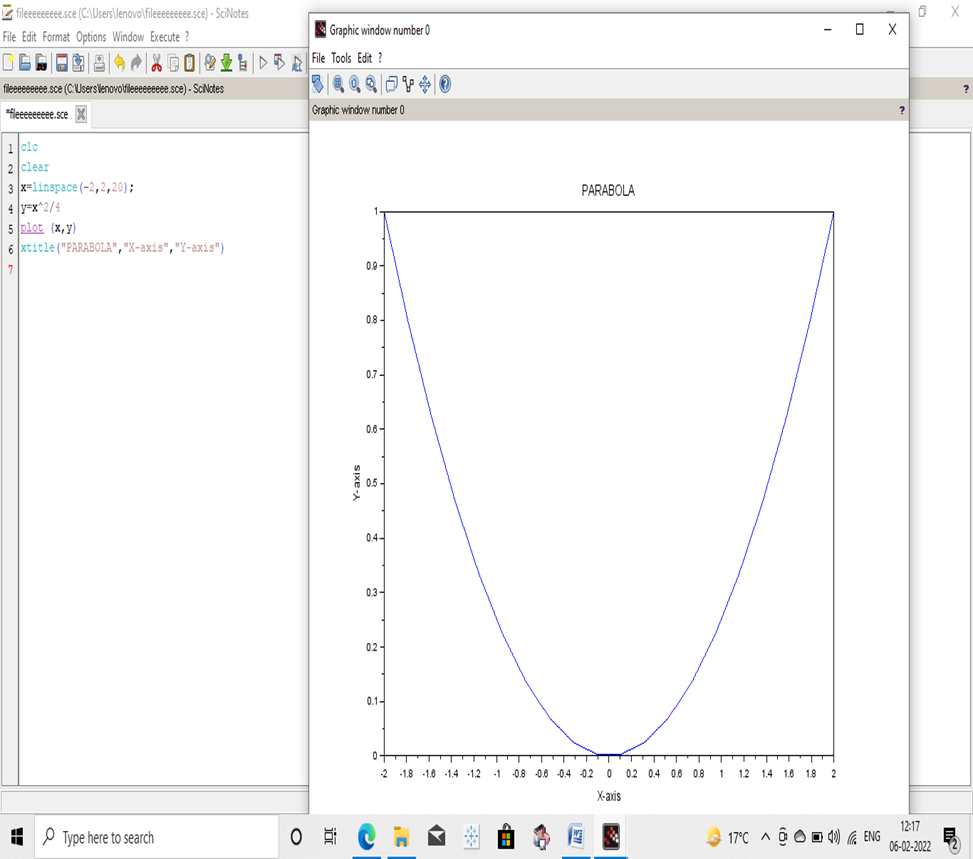 fileeeeeeeee.sce (C:\Users\lenovo\fileeeeeeeee.sce) - SciNotes
File Edit Format Options Window Execute ?
fileeeeeeeee.sce (C:\Users\lenovo\fileeeeeeeee.sce) - SciNotes
?
*fileeeeeeeee.sce
1 clc
2 clear
3 x=linspace(-2,2,20);
4 y=x^2/4
5 plot (x,y)
6 xtitle("PARABOLA","X-axis","Y-axis")
7
Graphic window number 0
File Tools Edit ?
Graphic window number 0
?
PARABOLA
1
0.9
0.8
0.7
0.6
0.5
0.4
0.3
0.2
0.1
0
Y-axis
-2 -1.8 -1.6 -1.4 -1.2 -1 -0.8 -0.6 -0.4 -0.2 0 0.2 0.4 0.6 0.8 1 1.2 1.4 1.6 1.8 2
X-axis
Type here to search
17°C
ENG
12:17
06-02-2022
2